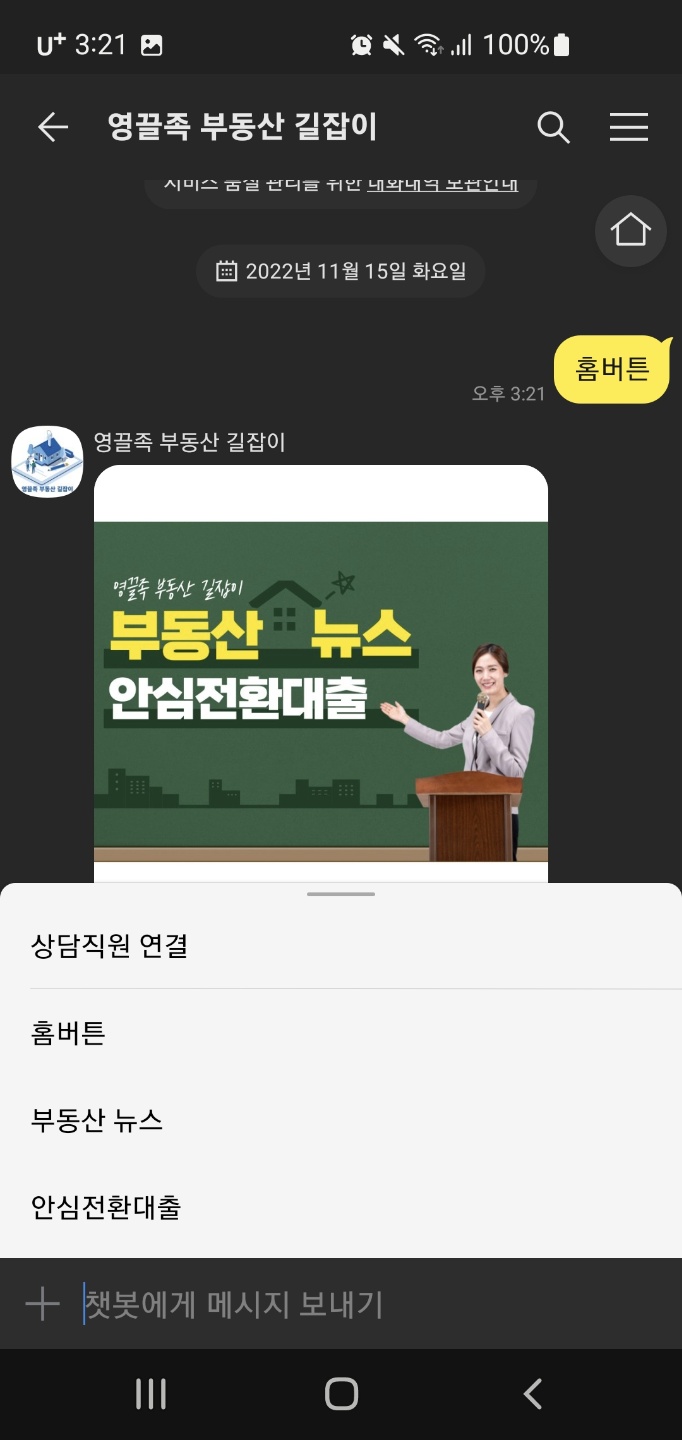 U+ 3:21 100%
영끌족 부동산 길잡이
서비스 품질 관리를 위한 대화내역 보관안내
2022년 11월 15일 화요일
홈버튼
오후 3:21
영끌족 부동산 길잡이
영끌족 부동산 길잡이
영끌족 부동산 길잡이
부동산 뉴스
안심전환대출
상담직원 연결
홈버튼
부동산 뉴스
안심전환대출
챗봇에게 메시지 보내기